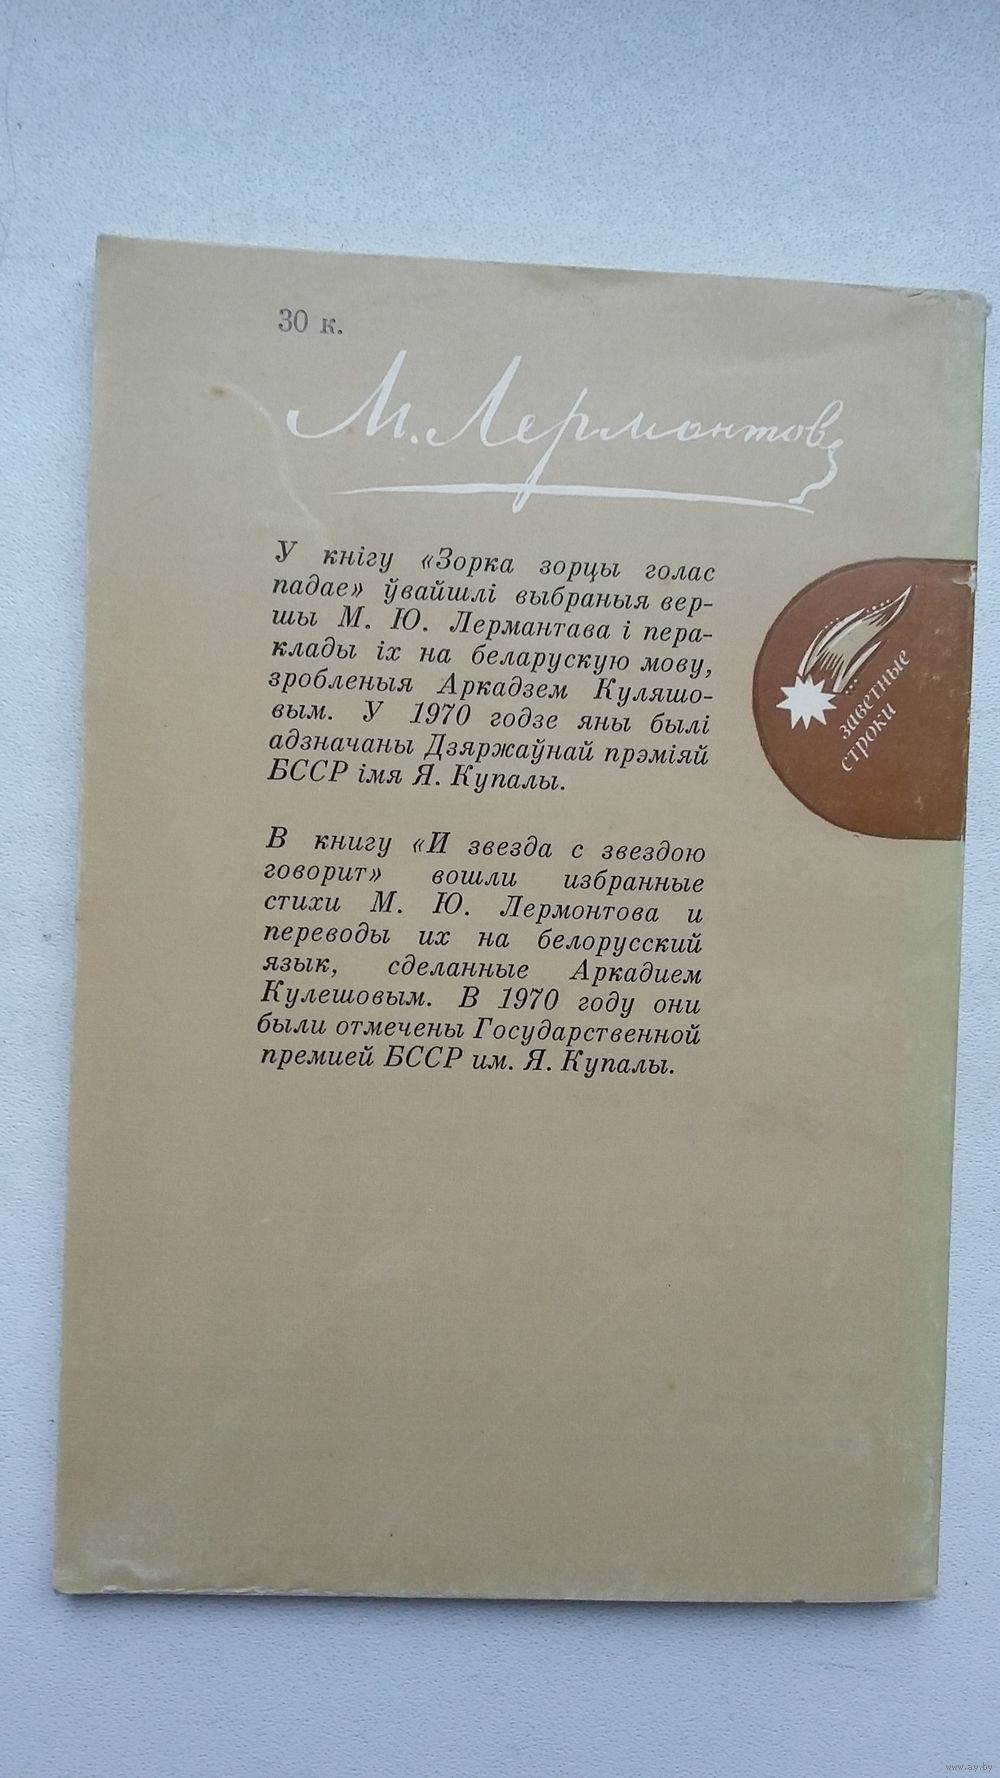 30 к.
М. Лермонтов
У кнігу «Зорка зорцы голас
падае» ўвайшлі выбраныя вер-
шы М. Ю. Лермантава і пера-
клады іх на беларускую мову,
зробленыя Аркадзем Куляшо-
вым. У 1970 годзе яны былі
адзначаны Дзяржаўнай прэміяй
БССР імя Я. Купалы.
заветные
строки
В книгу «И звезда с звездою
говорит» вошли избранные
стихи М. Ю. Лермонтова и
переводы их на белорусский
язык, сделанные Аркадием
Кулешовым. В 1970 году они
были отмечены Государственной
премией БССР им. Я. Купалы.
www.ay.by